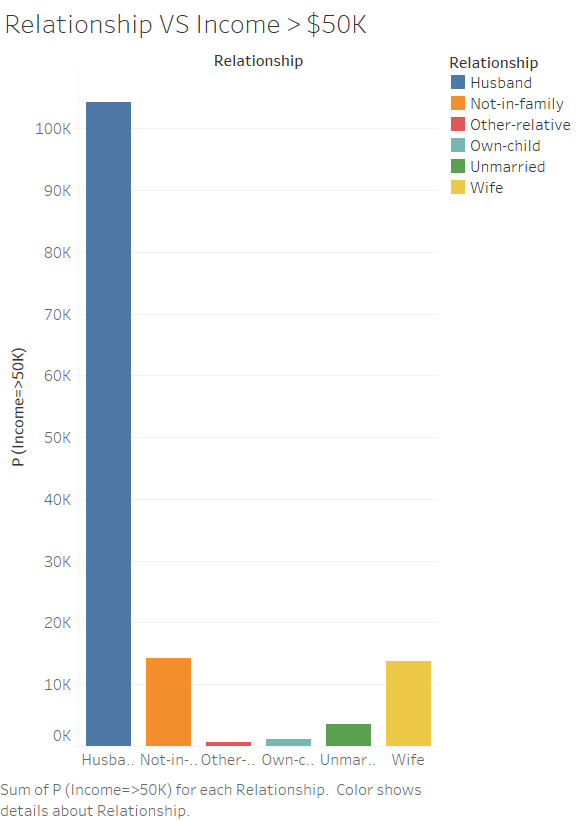 Relationship VS Income > $50K
Relationship
Relationship
Husband
Not-in-family
Other-relative
Own-child
Unmarried
Wife
P (Income=>50K)
100K
90K
80K
70K
60K
50K
40K
30K
20K
10K
0K
Husba.. Not-in-.. Other-.. Own-c.. Unmar.. Wife
Sum of P (Income=>50K) for each Relationship. Color shows
details about Relationship.